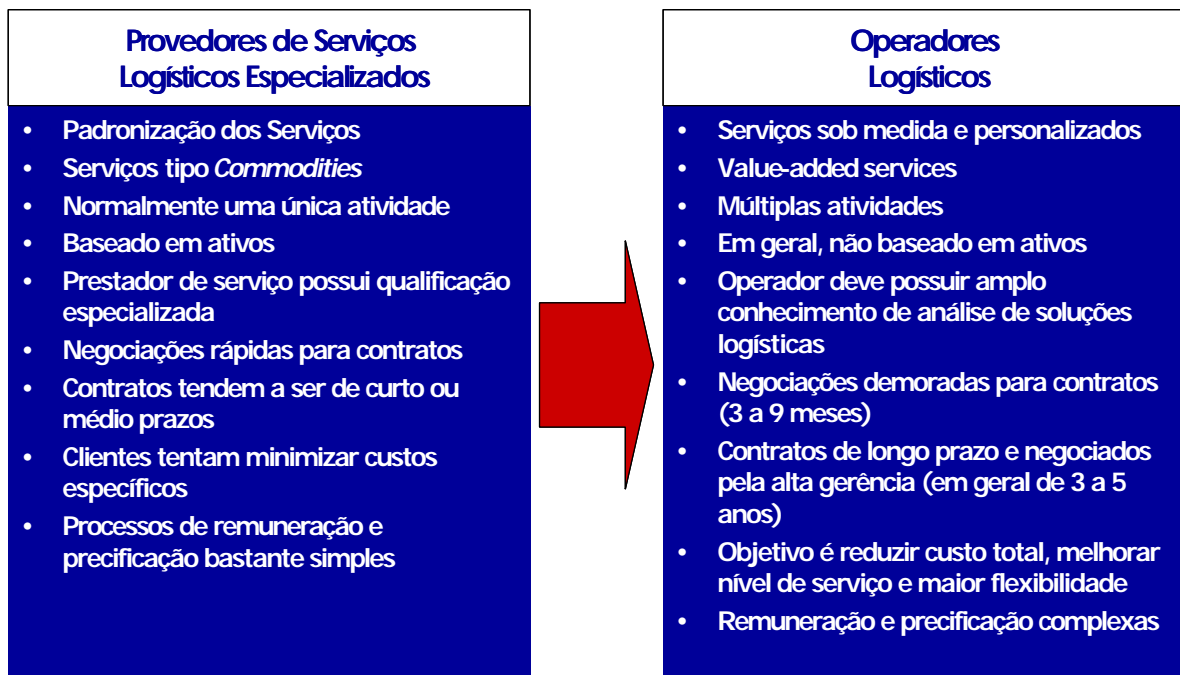 Provedores de Serviços
Logísticos Especializados
• Padronização dos Serviços
• Serviços tipo Commodities
• Normalmente uma única atividade
• Baseado em ativos
• Prestador de serviço possui qualificação
especializada
• Negociações rápidas para contratos
• Contratos tendem a ser de curto ou
médio prazos
• Clientes tentam minimizar custos
específicos
• Processos de remuneração e
precificação bastante simples
Operadores
Logísticos
• Serviços sob medida e personalizados
• Value-added services
• Múltiplas atividades
• Em geral, não baseado em ativos
• Operador deve possuir amplo
conhecimento de análise de soluções
logísticas
• Negociações demoradas para contratos
(3 a 9 meses)
• Contratos de longo prazo e negociados
pela alta gerência (em geral de 3 a 5
anos)
• Objetivo é reduzir custo total, melhorar
nível de serviço e maior flexibilidade
• Remuneração e precificação complexas